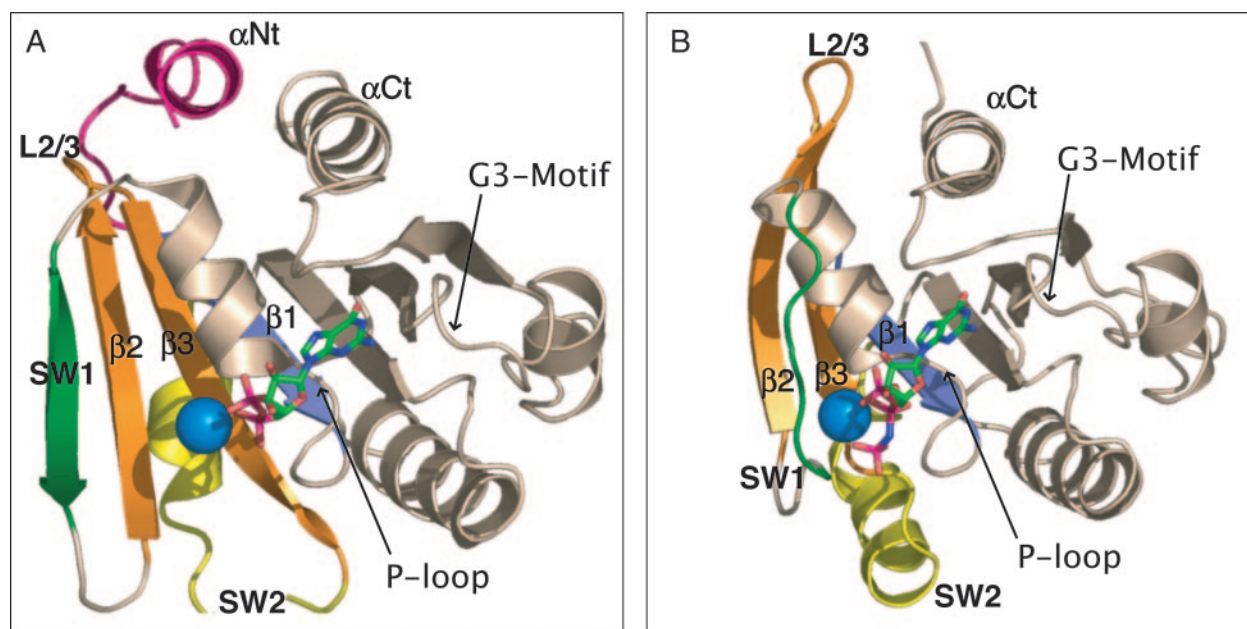 A
αNt
αCt
L2/3
G3-Motif
β1
β2
β3
SW1
P-loop
SW2
B
L2/3
αCt
G3-Motif
β1
β2
β3
SW1
P-loop
SW2